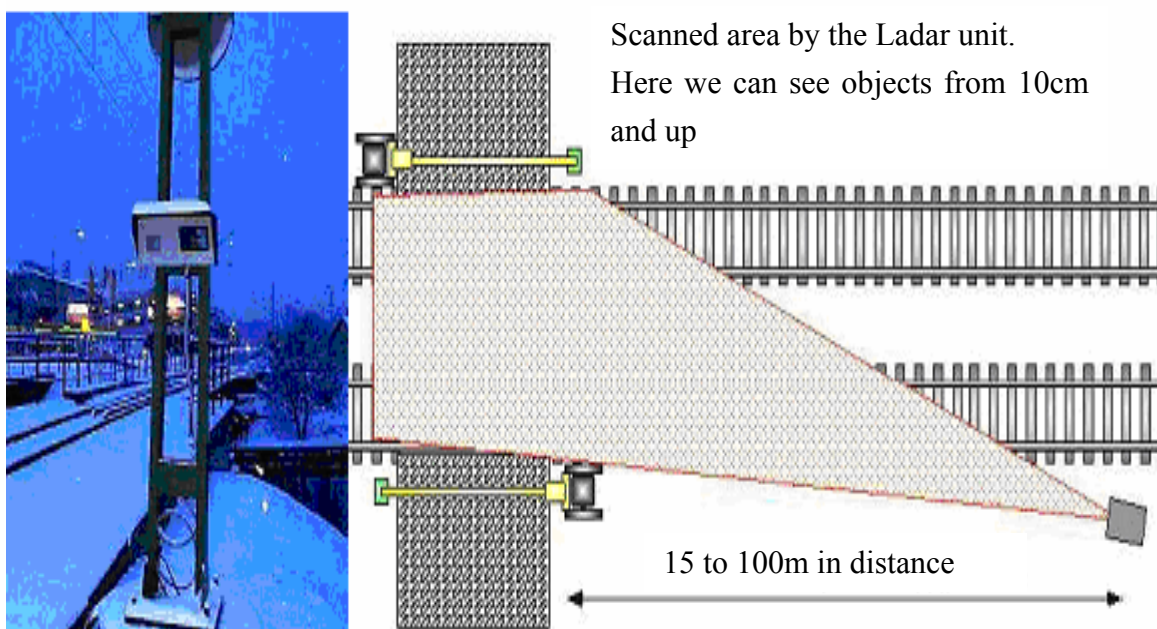 Scanned area by the Ladar unit.
Here we can see objects from 10cm
and up
15 to 100m in distance